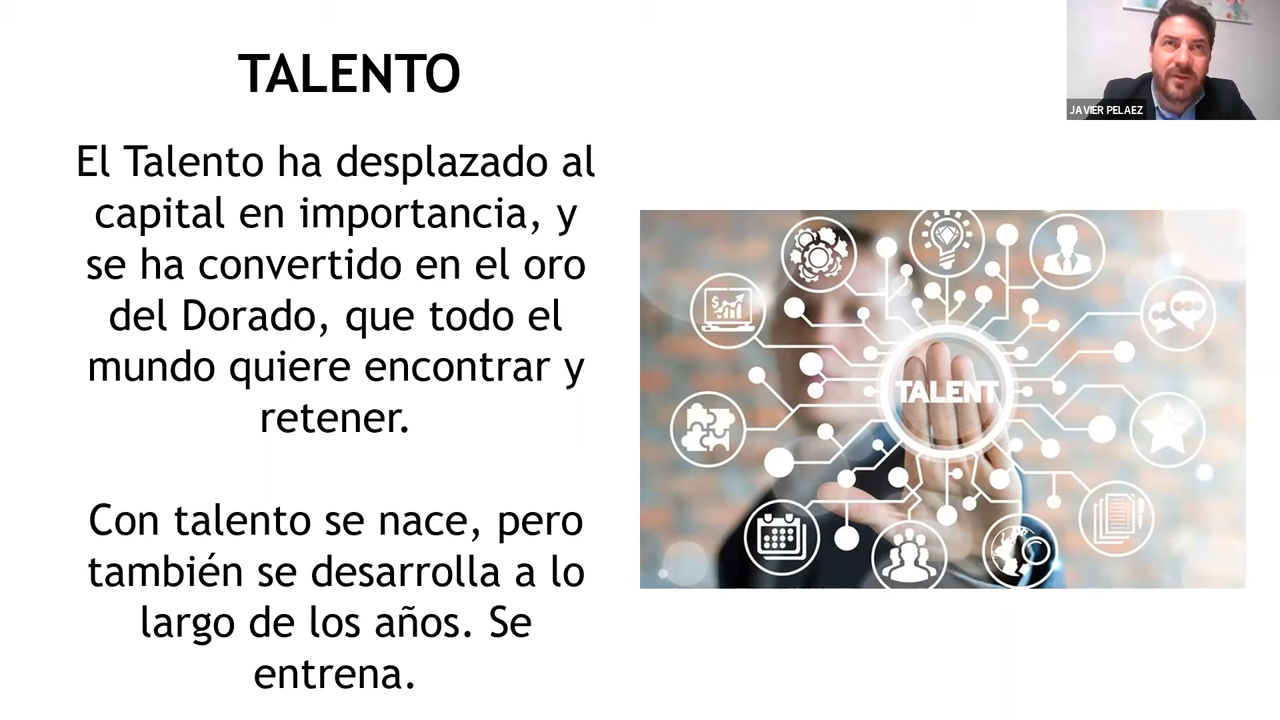 TALENTO
El Talento ha desplazado al
capital en importancia, y
se ha convertido en el oro
del Dorado, que todo el
mundo quiere encontrar y
retener.
Con talento se nace, pero
también se desarrolla a lo
largo de los años. Se
entrena.
JAVIER PELAEZ
TALENT
$